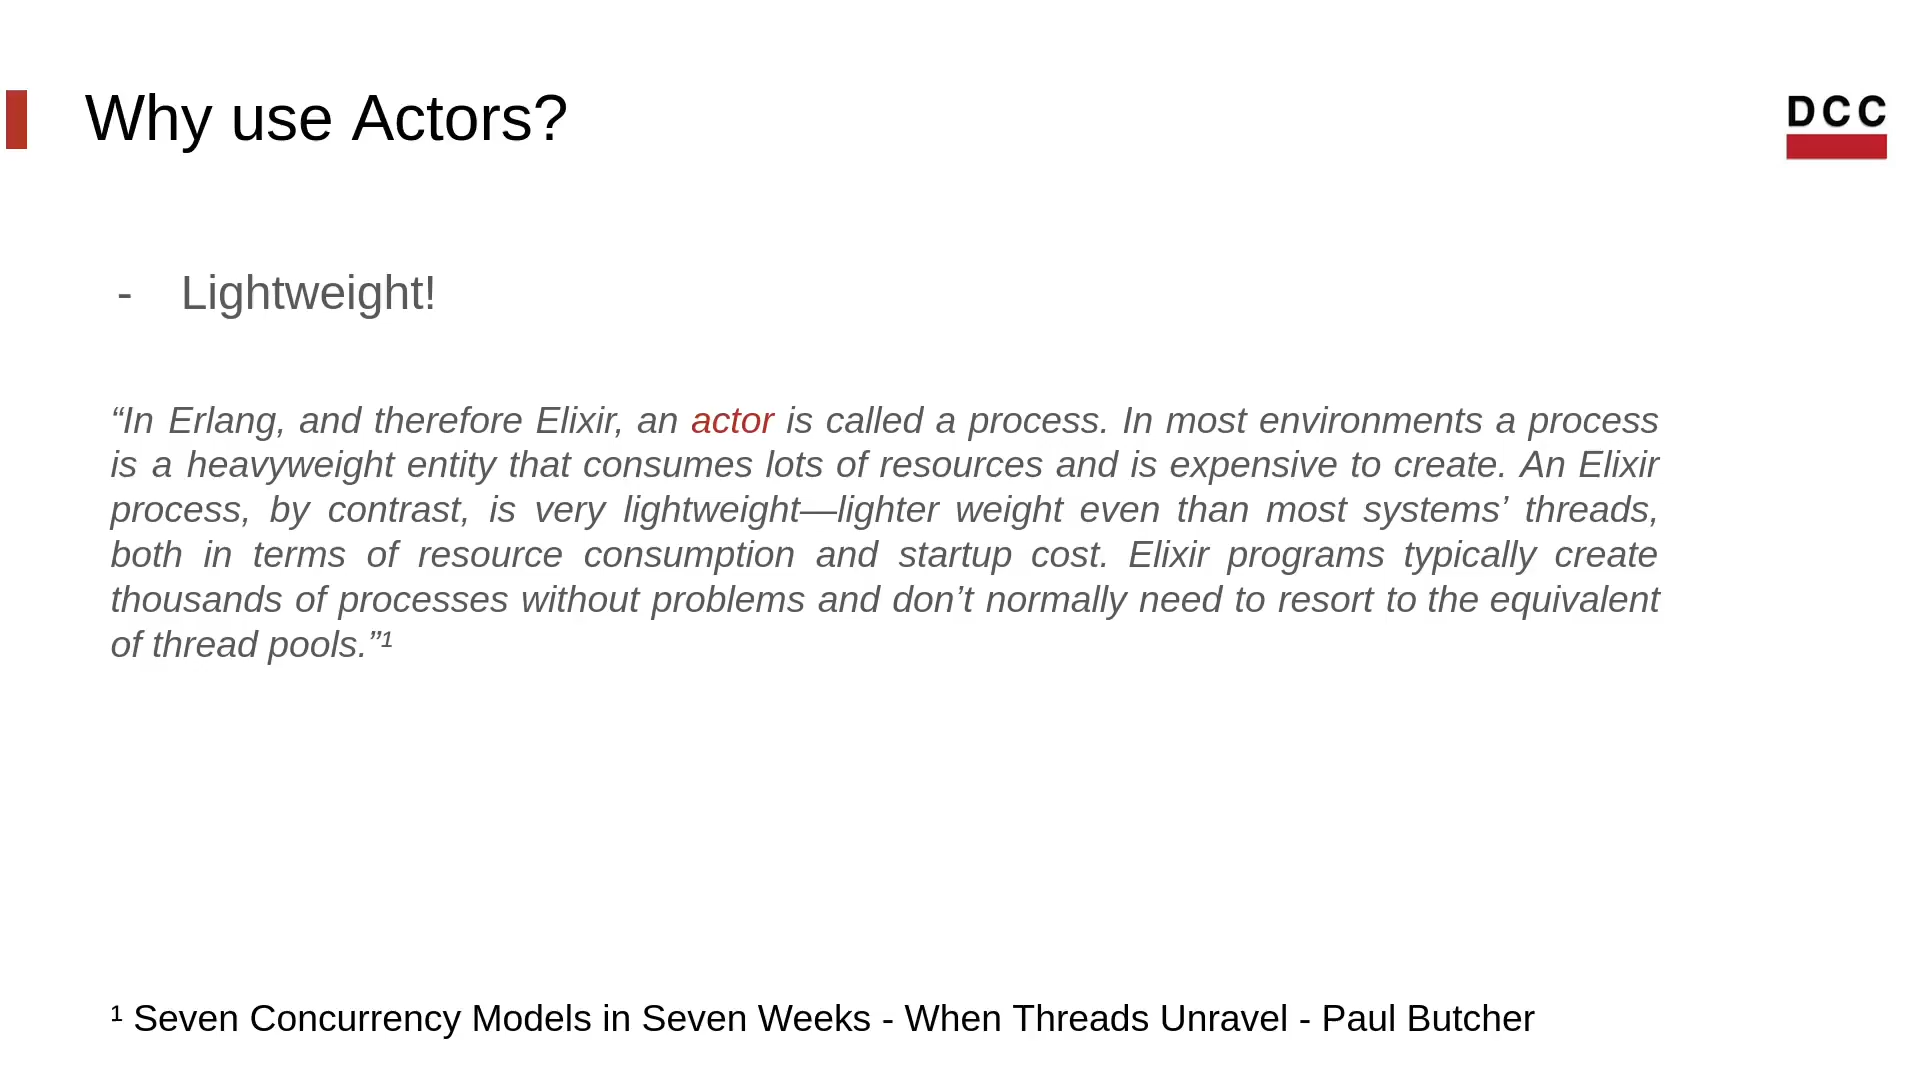 Why use Actors?
DCC
- Lightweight!
“In Erlang, and therefore Elixir, an actor is called a process. In most environments a process
is a heavyweight entity that consumes lots of resources and is expensive to create. An Elixir
process, by contrast, is very lightweight—lighter weight even than most systems’ threads,
both in terms of resource consumption and startup cost. Elixir programs typically create
thousands of processes without problems and don’t normally need to resort to the equivalent
of thread pools.”¹
¹ Seven Concurrency Models in Seven Weeks - When Threads Unravel - Paul Butcher